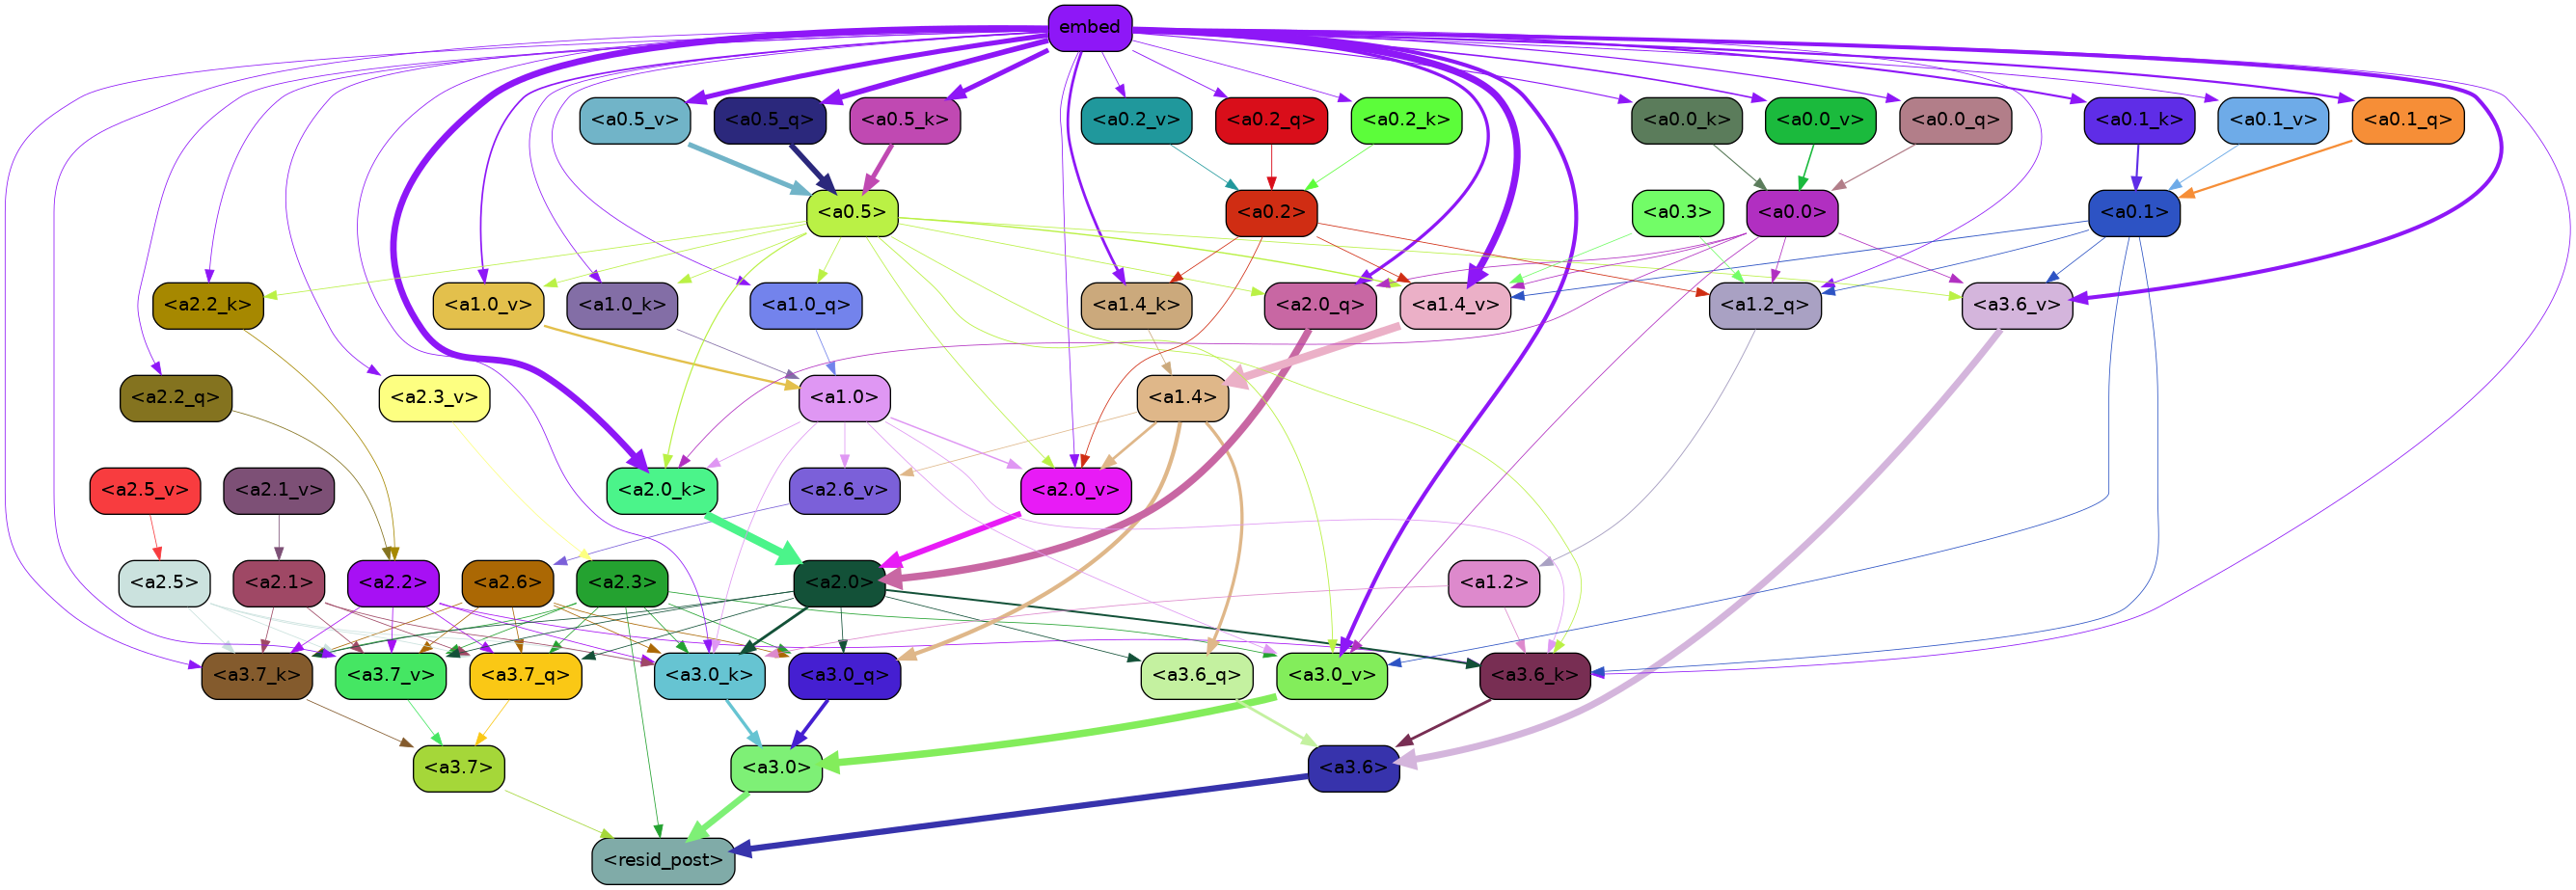 embed
<a0.5_v> <a0.5_q> <a0.5_k> <a0.2_v> <a0.2_q> <a0.2_k> <a0.0_k> <a0.0_v> <a0.0_q> <a0.1_k> <a0.1_v> <a0.1_q>
<a0.5> <a0.2> <a0.3> <a0.0> <a0.1>
<a2.2_k> <a1.0_v> <a1.0_k> <a1.0_q> <a1.4_k> <a2.0_q> <a1.4_v> <a1.2_q> <a3.6_v>
<a2.2_q> <a2.3_v> <a1.0> <a1.4>
<a2.5_v> <a2.1_v> <a2.0_k> <a2.6_v> <a2.0_v>
<a2.5> <a2.1> <a2.2> <a2.6> <a2.3> <a2.0> <a1.2>
<a3.7_k> <a3.7_v> <a3.7_q> <a3.0_k> <a3.0_q> <a3.6_q> <a3.0_v> <a3.6_k>
<a3.7> <a3.0> <a3.6>
<resid_post>